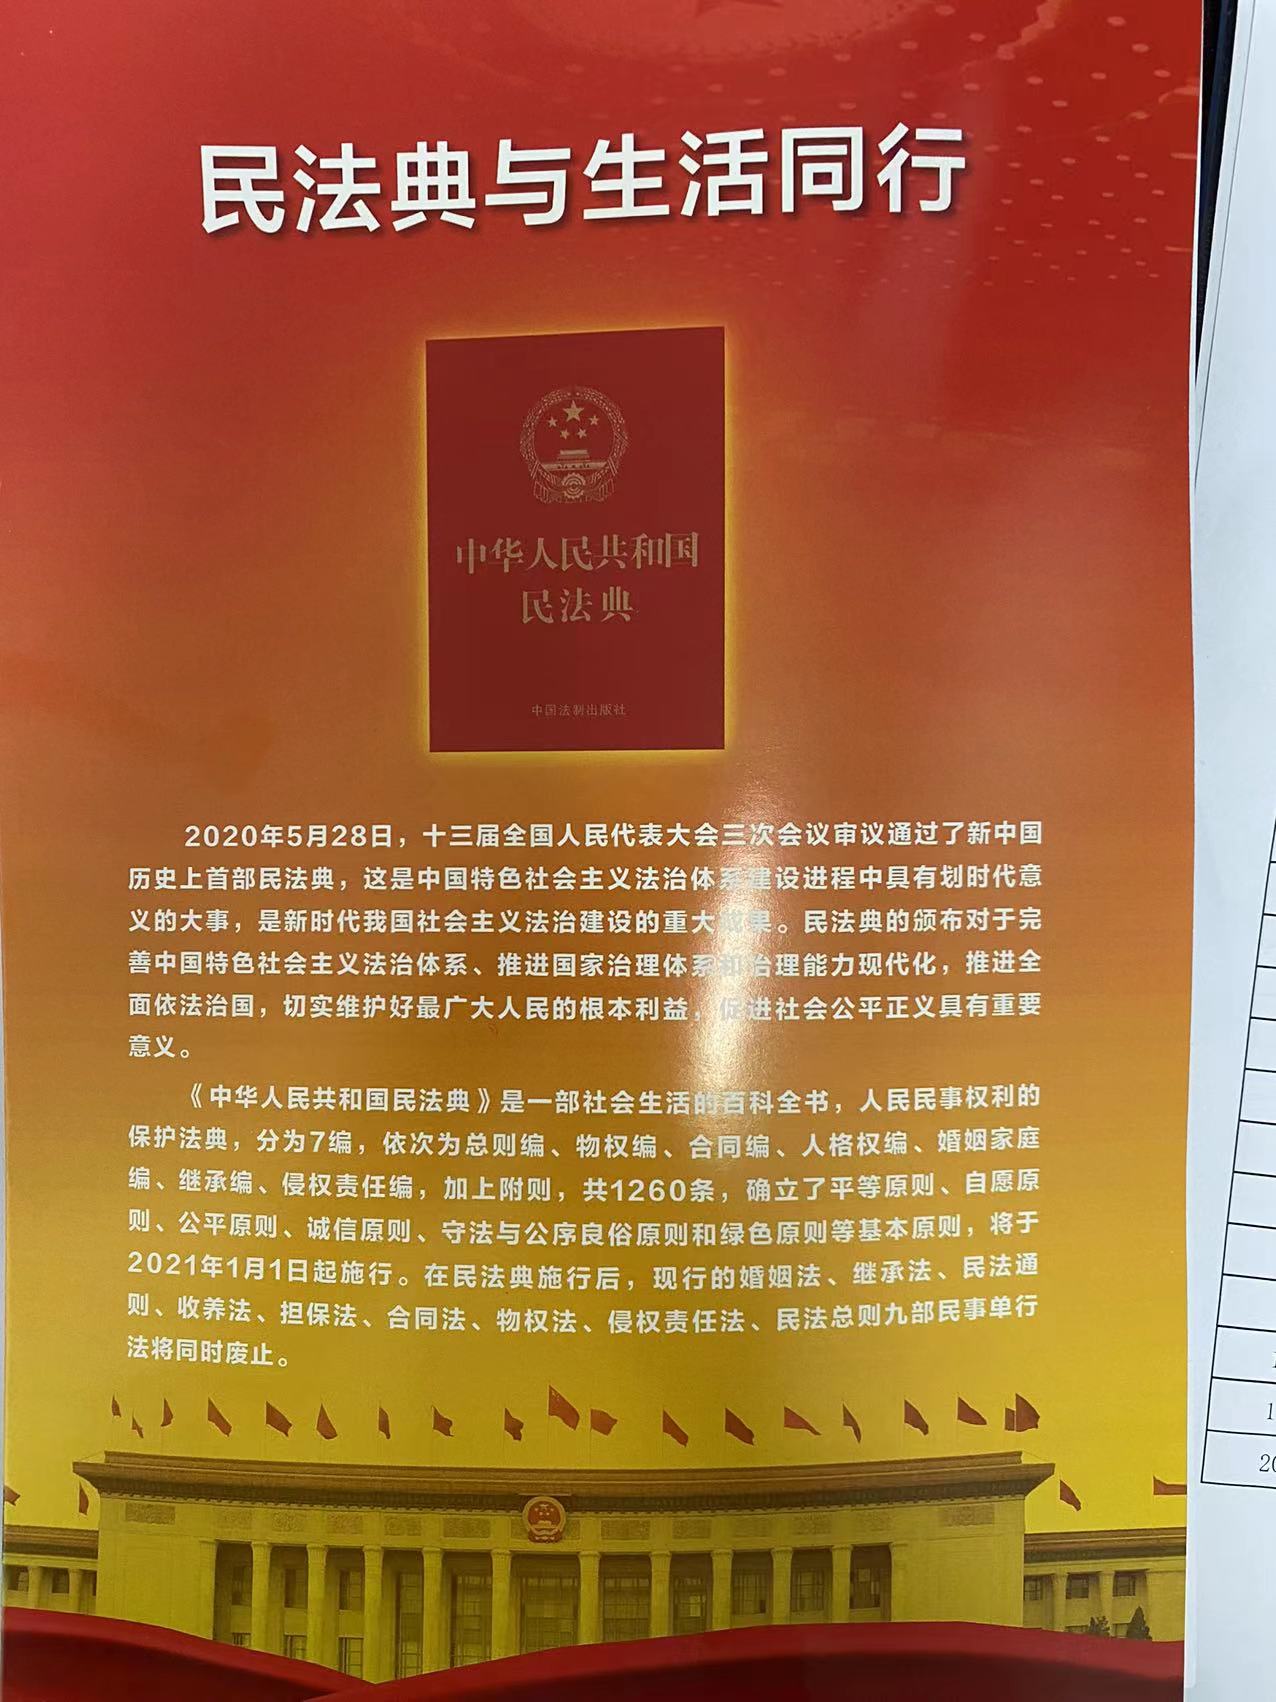 民法典与生活同行
中华人民共和国
民法典
中国法制出版社
2020年5月28日，十三届全国人民代表大会三次会议审议通过了新中国
历史上首部民法典，这是中国特色社会主义法治体系建设进程中具有划时代意
义的大事，是新时代我国社会主义法治建设的重大成果。民法典的颁布对于完
善中国特色社会主义法治体系、推进国家治理体系和治理能力现代化，推进全
面依法治国，切实维护好最广大人民的根本利益，促进社会公平正义具有重要
意义。
《中华人民共和国民法典》是一部社会生活的百科全书，人民民事权利的
保护法典，分为7编，依次为总则编、物权编、合同编、人格权编、婚姻家庭
编、继承编、侵权责任编，加上附则，共1260条，确立了平等原则、自愿原
则、公平原则、诚信原则、守法与公序良俗原则和绿色原则等基本原则，将于
2021年1月1日起施行。在民法典施行后，现行的婚姻法、继承法、民法通
则、收养法、担保法、合同法、物权法、侵权责任法、民法总则九部民事单行
法将同时废止。